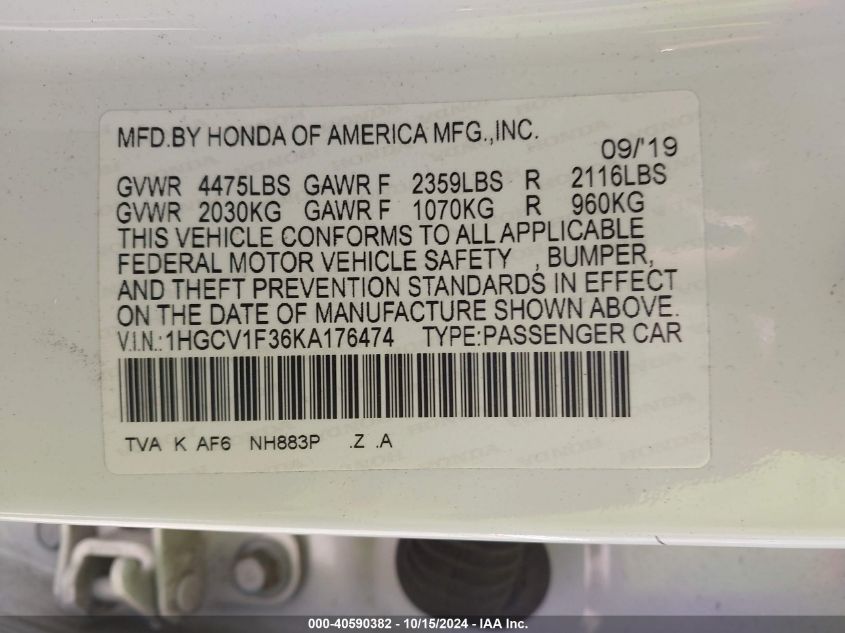 MFD.BY HONDA OF AMERICA MFG.,INC.
09/'19
GVWR 4475LBS GAWR F 2359LBS R 2116LBS
GVWR 2030KG GAWR F 1070KG R 960KG
THIS VEHICLE CONFORMS TO ALL APPLICABLE
FEDERAL MOTOR VEHICLE SAFETY , BUMPER,
AND THEFT PREVENTION STANDARDS IN EFFECT
ON THE DATE OF MANUFACTURE SHOWN ABOVE.
V.I.N.:1HGCV1F36KA176474 TYPE:PASSENGER CAR
TVA K AF6 NH883P .Z .A
000-40590382 - 10/15/2024 - IAA Inc.